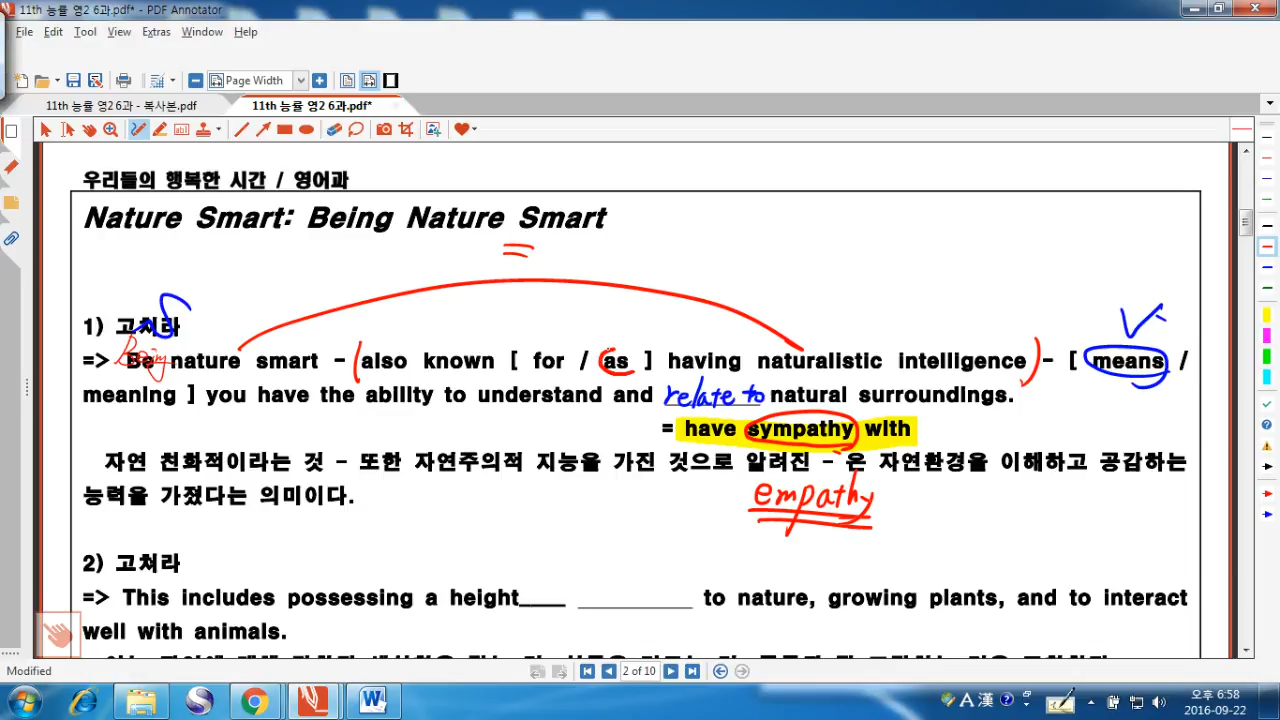 11th 능률 영2 6과.pdf* - PDF Annotator
File Edit Tool View Extras Window Help
Page Width
11th 능률 영2 6과 - 복사본.pdf
11th 능률 영2 6과.pdf*
우리들의 행복한 시간 / 영어과
Nature Smart: Being Nature Smart
=
S
V
1) 고쳐라
Being
=> Be nature smart - (also known [ for / as ] having naturalistic intelligence) - [ means /
meaning ] you have the ability to understand and relate to natural surroundings.
= have sympathy with
자연 친화적이라는 것 - 또한 자연주의적 지능을 가진 것으로 알려진 - 은 자연환경을 이해하고 공감하는
능력을 가졌다는 의미이다.
empathy
2) 고쳐라
=> This includes possessing a height____ __________ to nature, growing plants, and to interact
well with animals.
Modified
2 of 10
A 漢
오후 6:58
2016-09-22